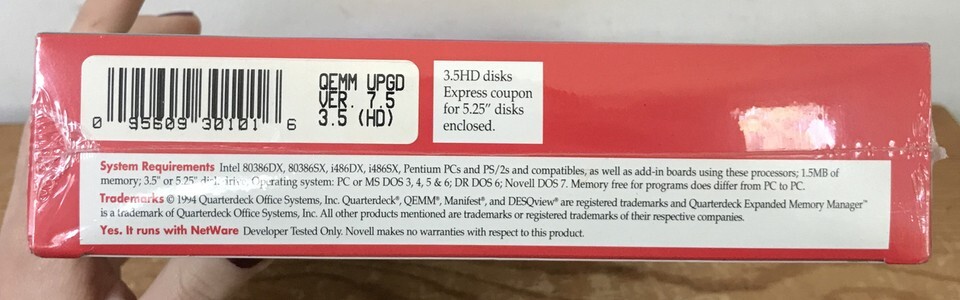 QEMM UPGD
VER. 7.5
3.5 (HD)
0 95609 30101 6
3.5HD disks
Express coupon
for 5.25" disks
enclosed.
System Requirements Intel 80386DX, 80386SX, i486DX, i486SX, Pentium PCs and PS/2s and compatibles, as well as add-in boards using these processors; 1.5MB of
memory; 3.5" or 5.25" disk drive; Operating system: PC or MS DOS 3, 4, 5 & 6; DR DOS 6; Novell DOS 7. Memory free for programs does differ from PC to PC.
Trademarks © 1994 Quarterdeck Office Systems, Inc. Quarterdeck®, QEMM®, Manifest®, and DESQview® are registered trademarks and Quarterdeck Expanded Memory Manager™
is a trademark of Quarterdeck Office Systems, Inc. All other products mentioned are trademarks or registered trademarks of their respective companies.
Yes. It runs with NetWare Developer Tested Only. Novell makes no warranties with respect to this product.